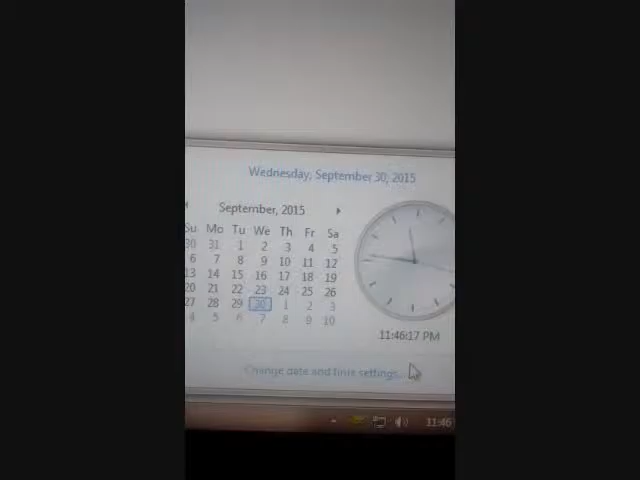 Wednesday, September 30, 2015
September, 2015
Su Mo Tu We Th Fr Sa
30 31 1 2 3 4 5
6 7 8 9 10 11 12
13 14 15 16 17 18 19
20 21 22 23 24 25 26
27 28 29 30 1 2 3
4 5 6 7 8 9 10
11:46:17 PM
Change date and time settings...
11:46